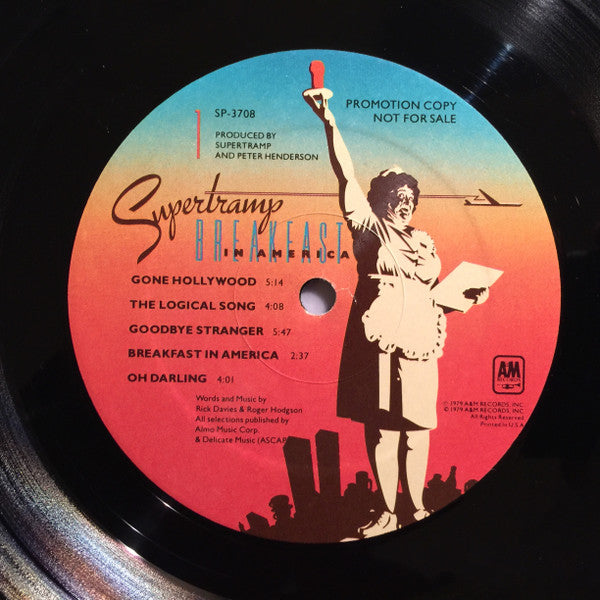 SP-3708
PROMOTION COPY
NOT FOR SALE
1
PRODUCED BY
SUPERTRAMP
AND PETER HENDERSON
Supertramp
BREAKFAST
IN AMERICA
GONE HOLLYWOOD 5:14
THE LOGICAL SONG 4:08
GOODBYE STRANGER 5:47
BREAKFAST IN AMERICA 2:37
OH DARLING 4:01
Words and Music by
Rick Davies & Roger Hodgson
All selections published by
Almo Music Corp.
& Delicate Music (ASCAP
AM
RECORDS
℗ 1979 A&M RECORDS, INC.
© 1979 A&M RECORDS, INC.
All Rights Reserved
Printed in U.S.A